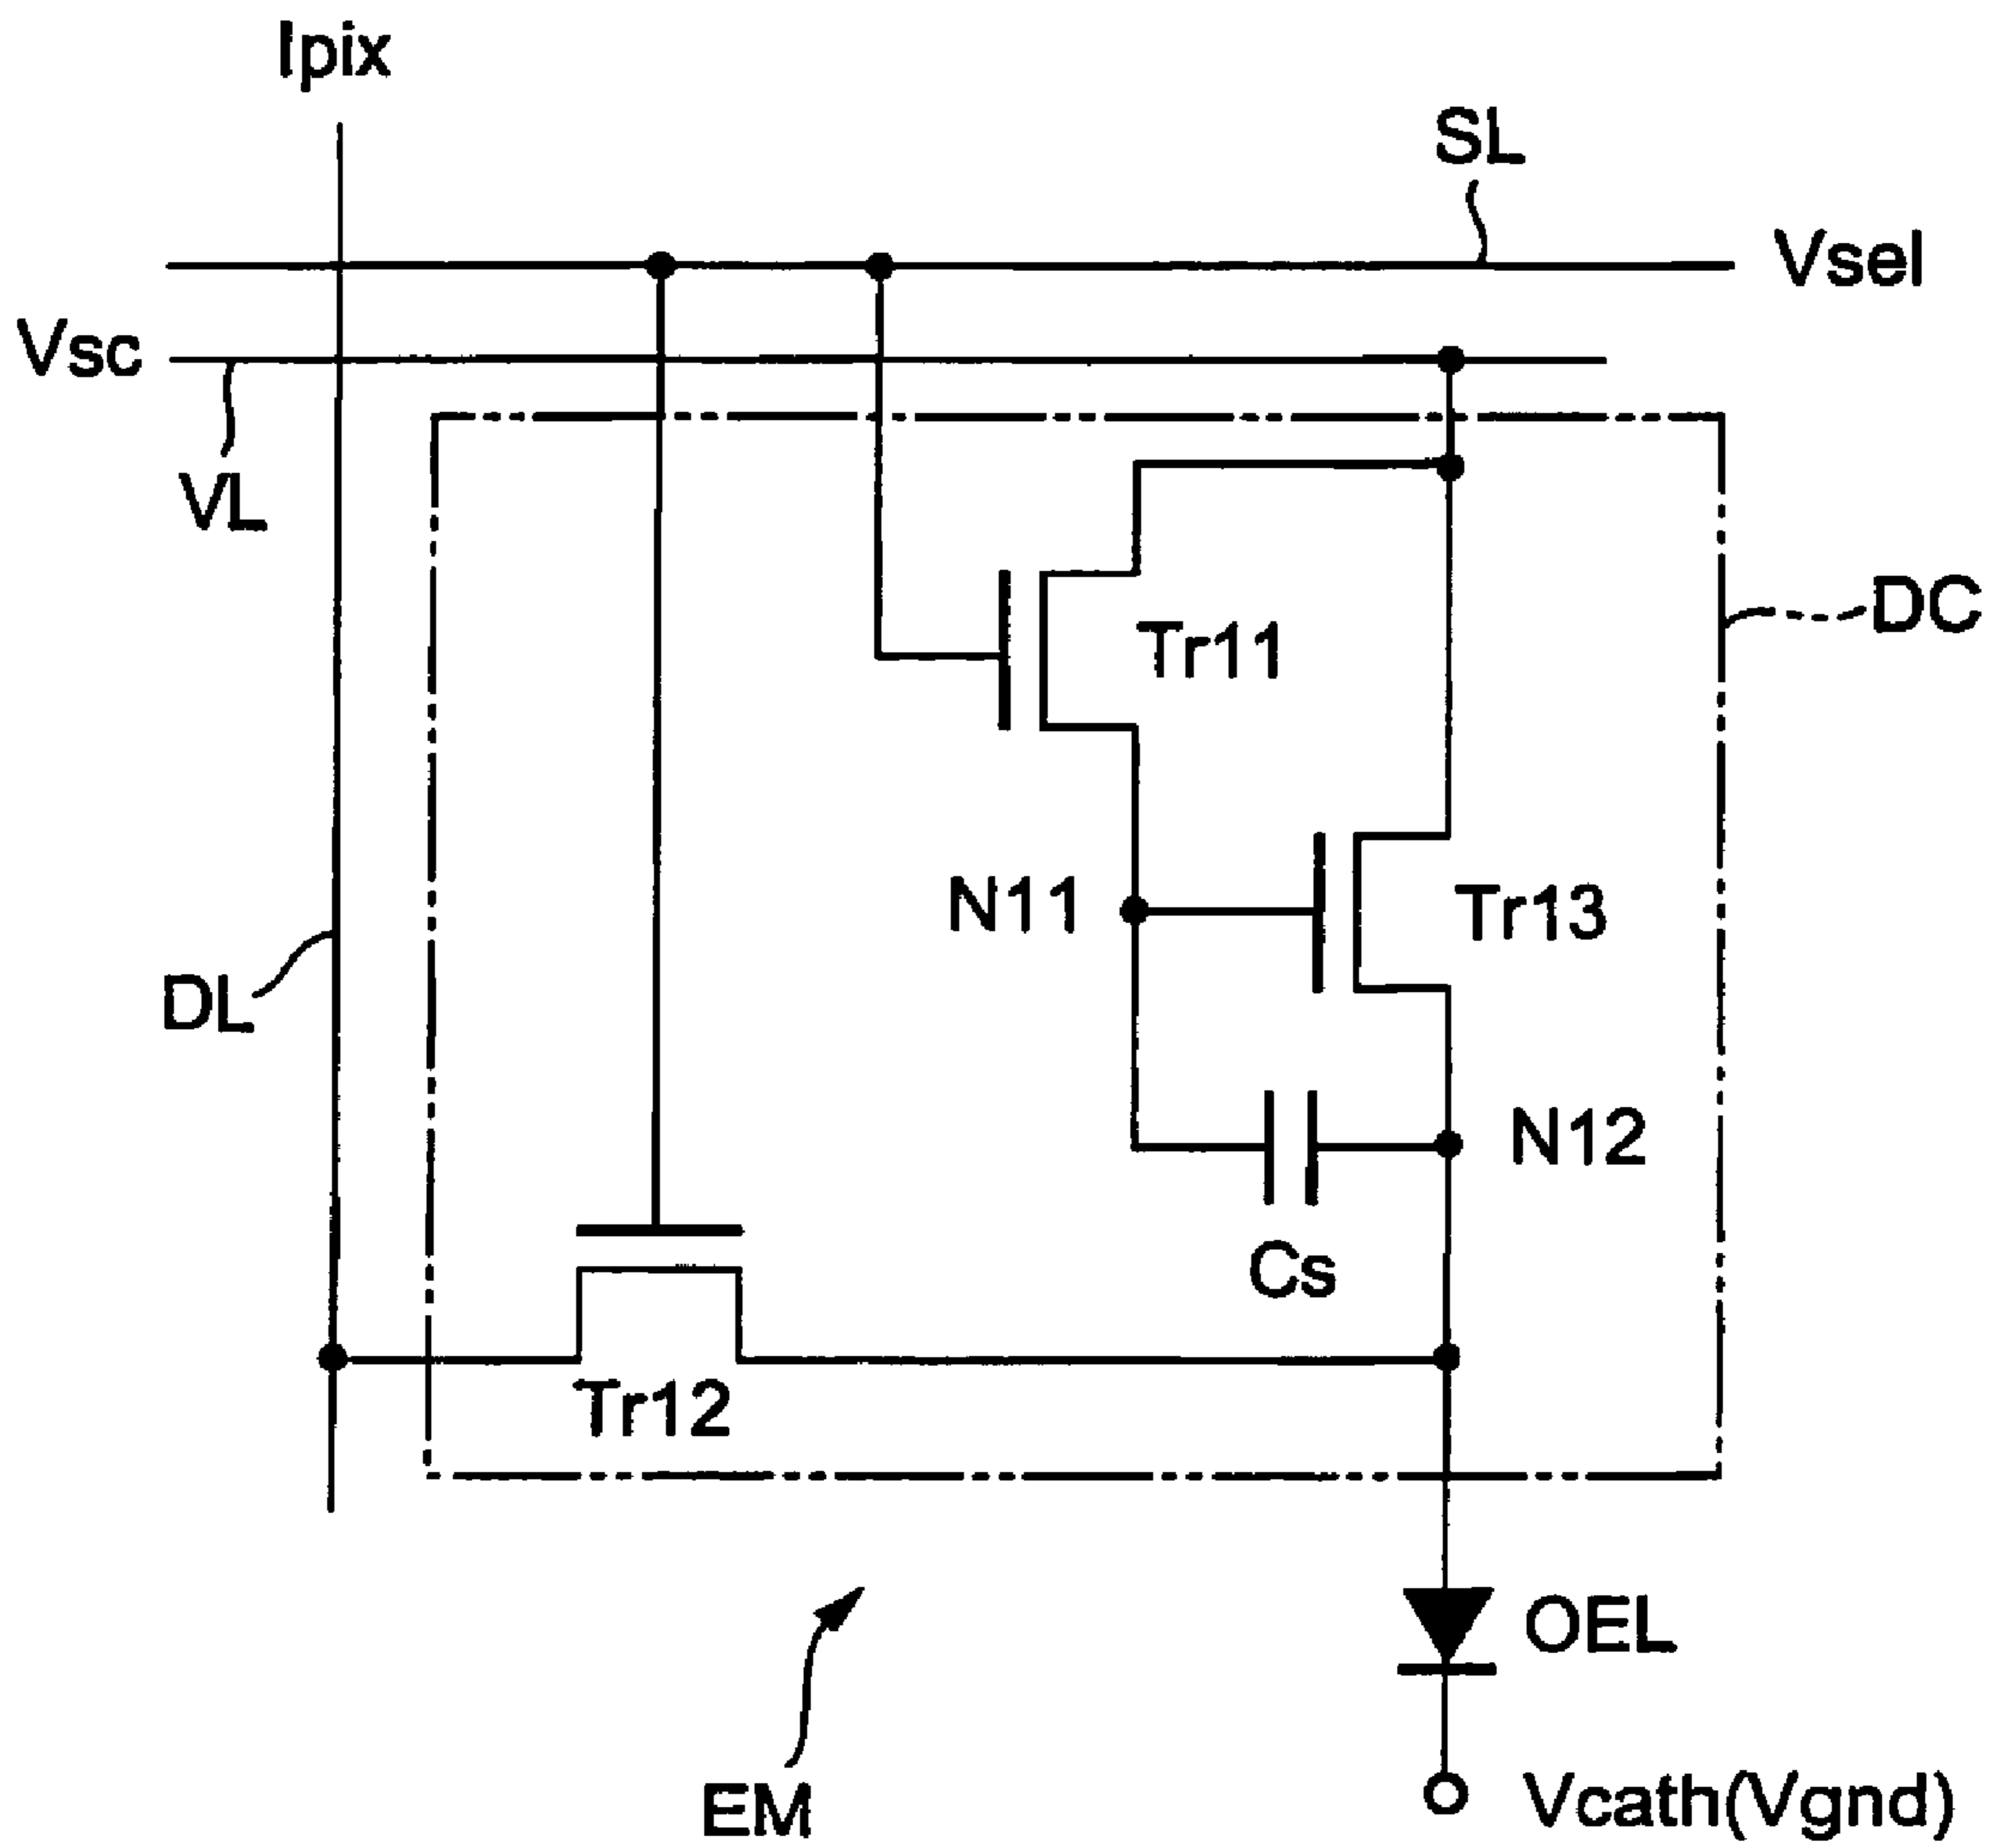 Ipix
SL
Vsel
Vsc
VL
DC
Tr11
N11
Tr13
DL
N12
Cs
Tr12
OEL
EM
Vcath(Vgnd)